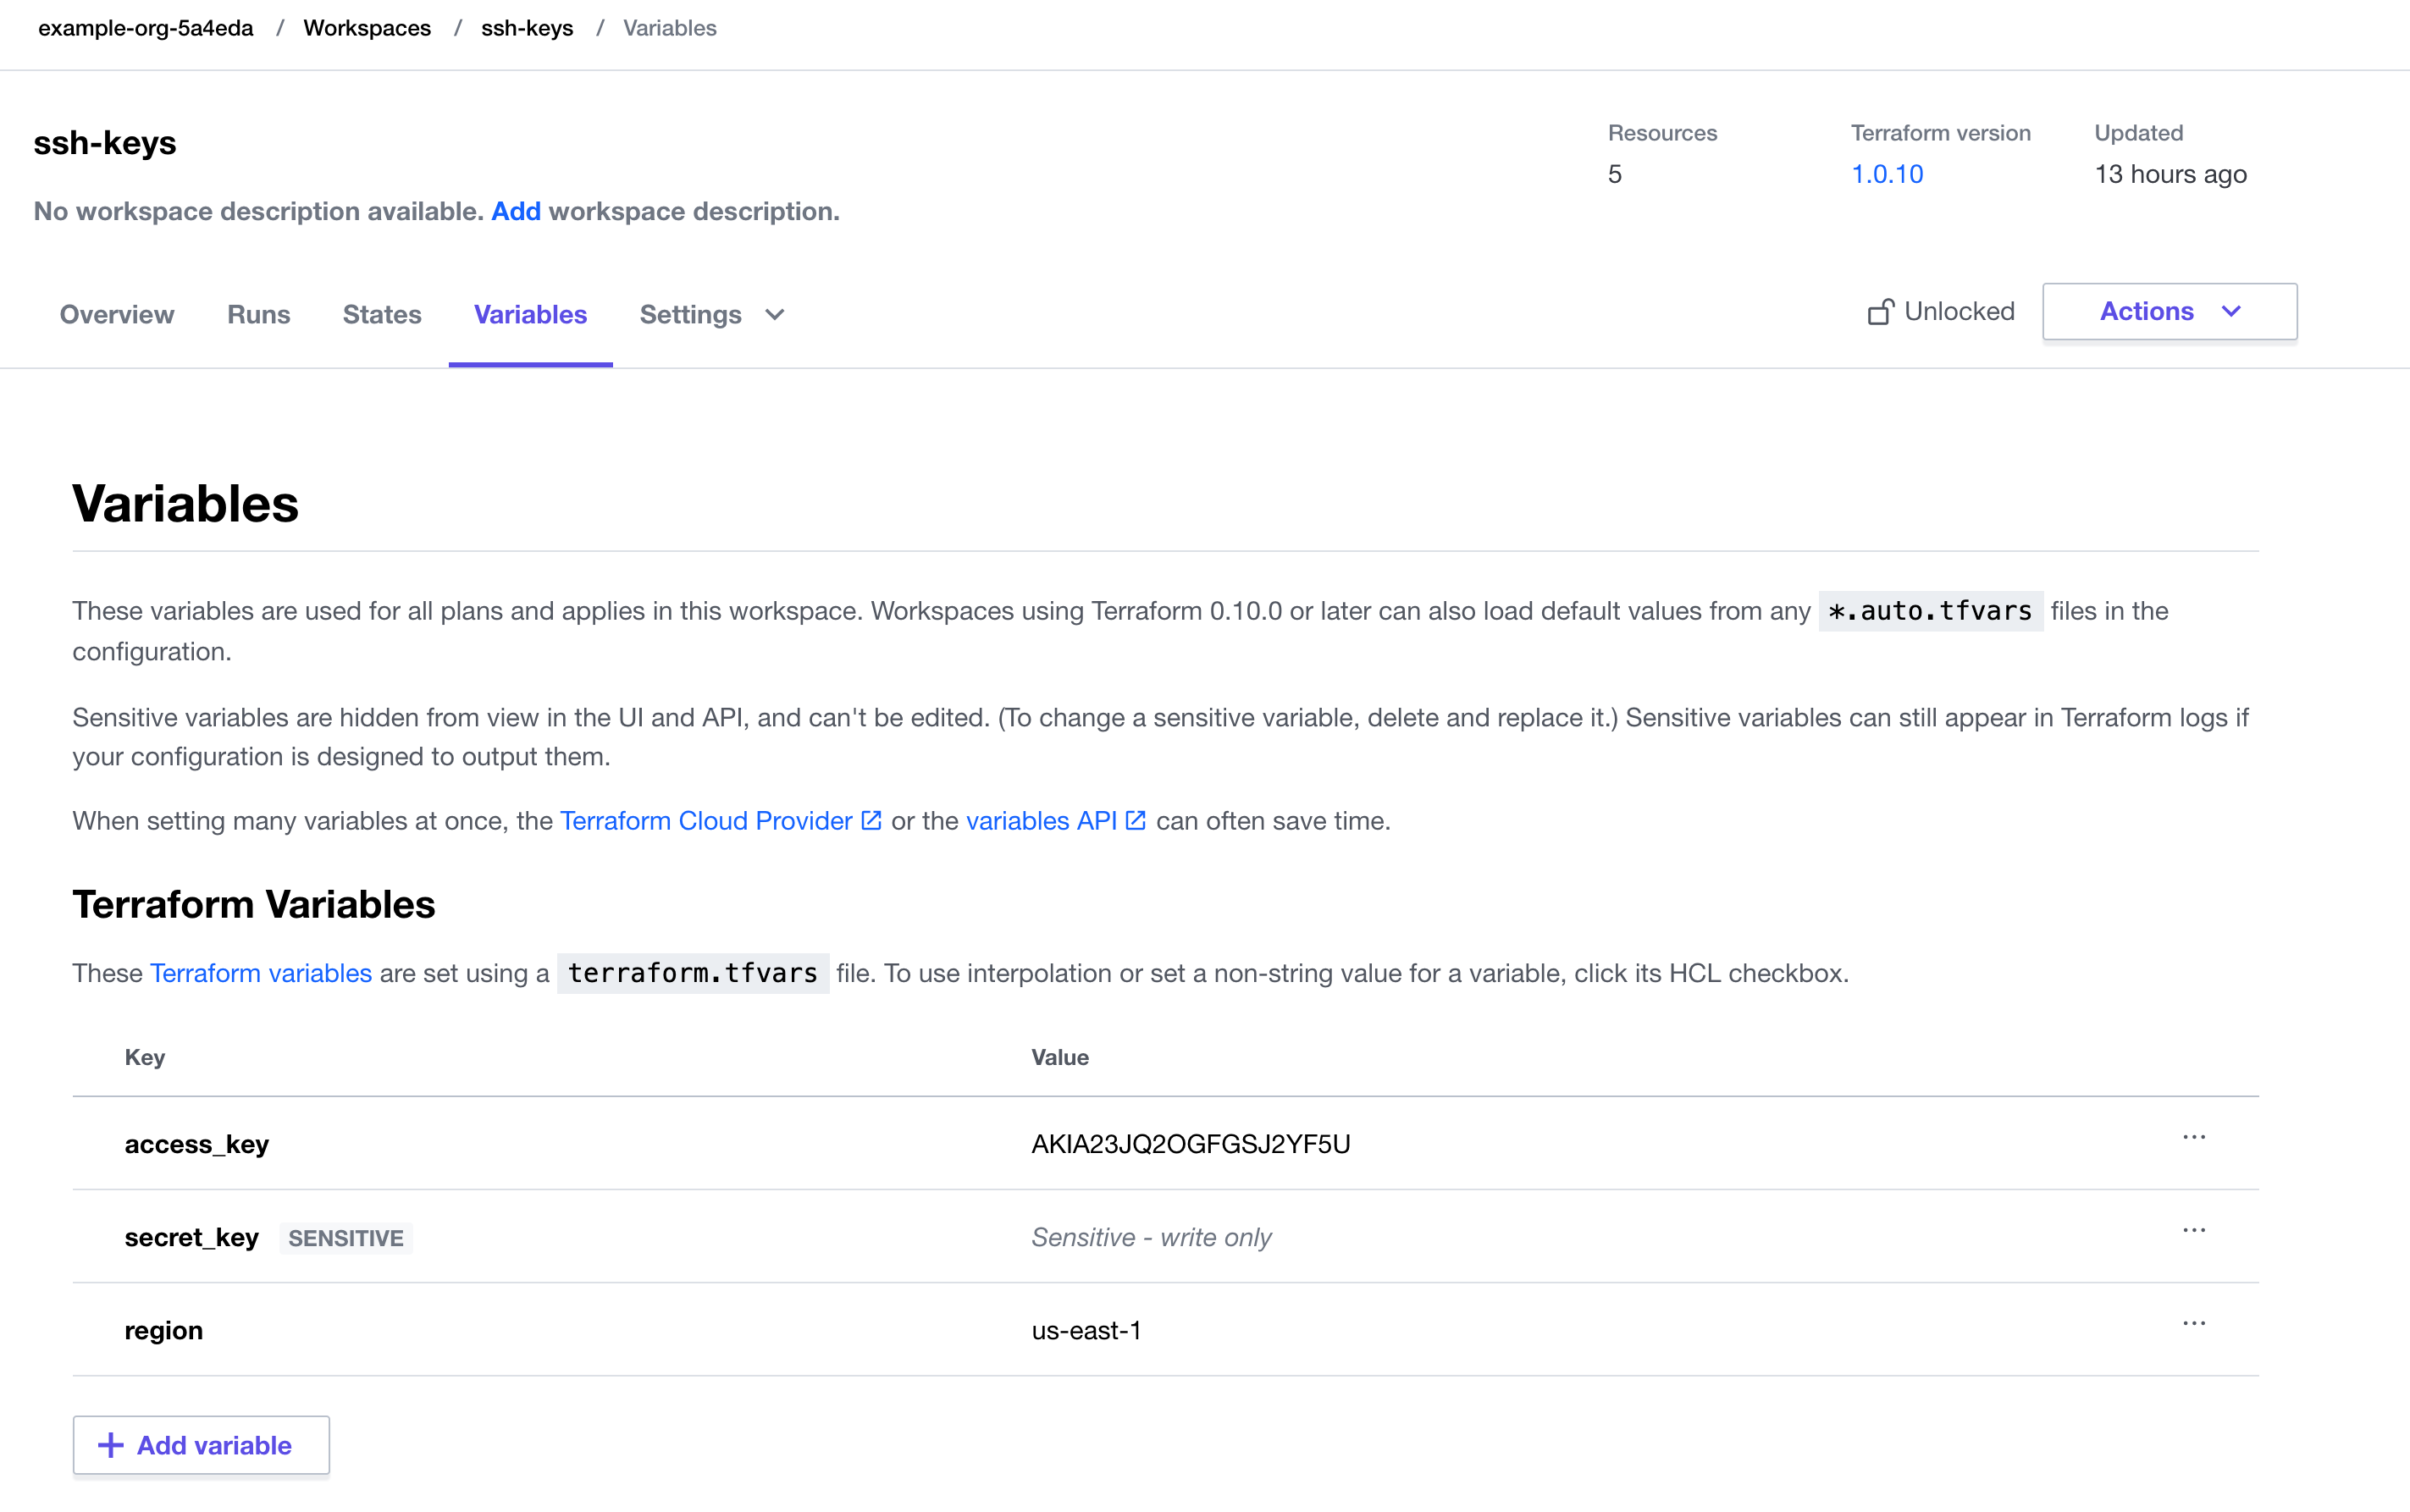 example-org-5a4eda / Workspaces / ssh-keys / Variables
ssh-keys
Resources
5
Terraform version
1.0.10
Updated
13 hours ago
No workspace description available. Add workspace description.
Overview Runs States Variables Settings
Unlocked
Actions
Variables
These variables are used for all plans and applies in this workspace. Workspaces using Terraform 0.10.0 or later can also load default values from any *.auto.tfvars files in the
configuration.
Sensitive variables are hidden from view in the UI and API, and can't be edited. (To change a sensitive variable, delete and replace it.) Sensitive variables can still appear in Terraform logs if
your configuration is designed to output them.
When setting many variables at once, the Terraform Cloud Provider or the variables API can often save time.
Terraform Variables
These Terraform variables are set using a terraform.tfvars file. To use interpolation or set a non-string value for a variable, click its HCL checkbox.
Key Value
access_key AKIA23JQ2OGFGSJ2YF5U ...
secret_key SENSITIVE Sensitive - write only ...
region us-east-1 ...
+ Add variable